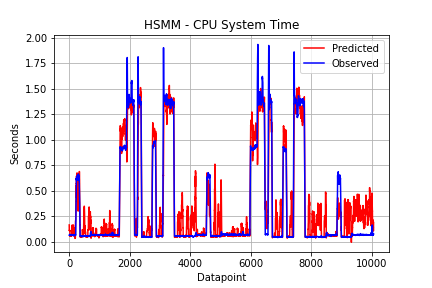 HSMM - CPU System Time
2.00
1.75
1.50
1.25
1.00
0.75
0.50
0.25
0.00
Seconds
Predicted
Observed
0 2000 4000 6000 8000 10000
Datapoint